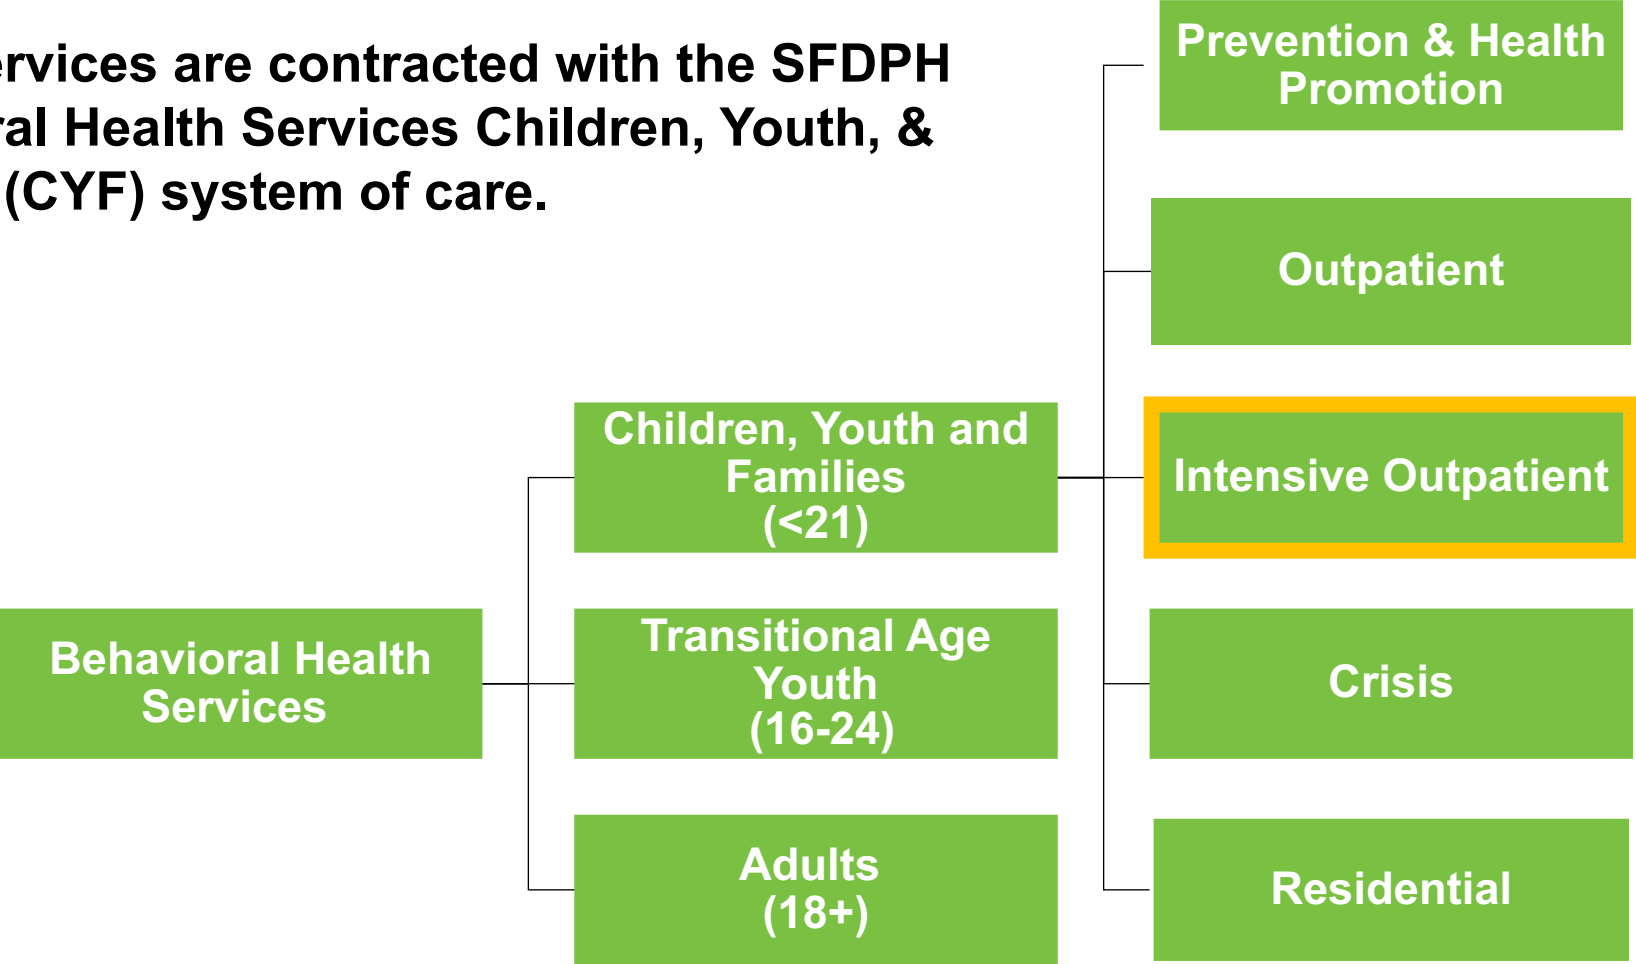 ervices are contracted with the SFDPH
ral Health Services Children, Youth, &
(CYF) system of care.
Prevention & Health
Promotion
Outpatient
Children, Youth and
Families
(<21)
Intensive Outpatient
Behavioral Health
Services
Transitional Age
Youth
(16-24)
Crisis
Adults
(18+)
Residential